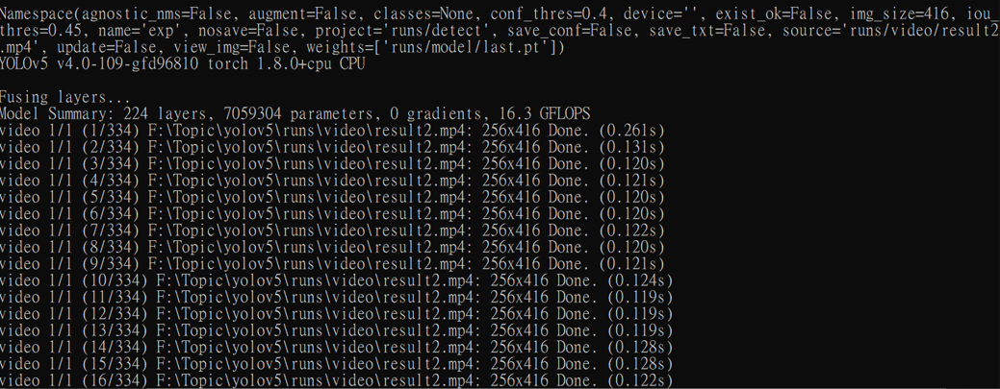 Namespace(agnostic_nms=False, augment=False, classes=None, conf_thres=0.4, device='', exist_ok=False, img_size=416, iou_
thres=0.45, name='exp', nosave=False, project='runs/detect', save_conf=False, save_txt=False, source='runs/video/result2
.mp4', update=False, view_img=False, weights=['runs/model/last.pt'])
YOLOv5 v4.0-109-gfd96810 torch 1.8.0+cpu CPU
Fusing layers...
Model Summary: 224 layers, 7059304 parameters, 0 gradients, 16.3 GFLOPS
video 1/1 (1/334) F:\Topic\yolov5\runs\video\result2.mp4: 256x416 Done. (0.261s)
video 1/1 (2/334) F:\Topic\yolov5\runs\video\result2.mp4: 256x416 Done. (0.131s)
video 1/1 (3/334) F:\Topic\yolov5\runs\video\result2.mp4: 256x416 Done. (0.120s)
video 1/1 (4/334) F:\Topic\yolov5\runs\video\result2.mp4: 256x416 Done. (0.121s)
video 1/1 (5/334) F:\Topic\yolov5\runs\video\result2.mp4: 256x416 Done. (0.120s)
video 1/1 (6/334) F:\Topic\yolov5\runs\video\result2.mp4: 256x416 Done. (0.120s)
video 1/1 (7/334) F:\Topic\yolov5\runs\video\result2.mp4: 256x416 Done. (0.122s)
video 1/1 (8/334) F:\Topic\yolov5\runs\video\result2.mp4: 256x416 Done. (0.120s)
video 1/1 (9/334) F:\Topic\yolov5\runs\video\result2.mp4: 256x416 Done. (0.121s)
video 1/1 (10/334) F:\Topic\yolov5\runs\video\result2.mp4: 256x416 Done. (0.124s)
video 1/1 (11/334) F:\Topic\yolov5\runs\video\result2.mp4: 256x416 Done. (0.119s)
video 1/1 (12/334) F:\Topic\yolov5\runs\video\result2.mp4: 256x416 Done. (0.119s)
video 1/1 (13/334) F:\Topic\yolov5\runs\video\result2.mp4: 256x416 Done. (0.119s)
video 1/1 (14/334) F:\Topic\yolov5\runs\video\result2.mp4: 256x416 Done. (0.128s)
video 1/1 (15/334) F:\Topic\yolov5\runs\video\result2.mp4: 256x416 Done. (0.128s)
video 1/1 (16/334) F:\Topic\yolov5\runs\video\result2.mp4: 256x416 Done. (0.122s)